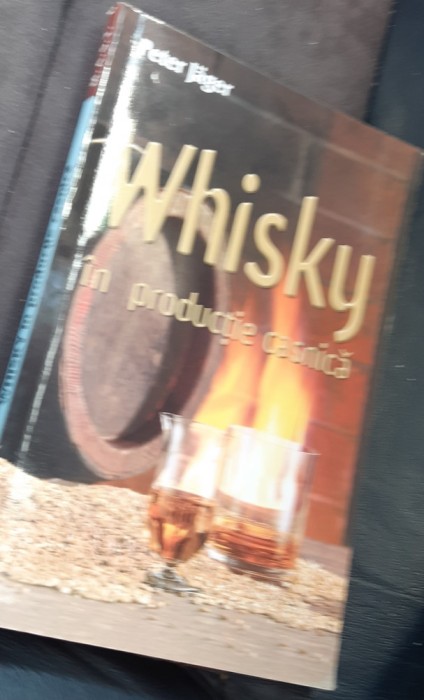 Peter Jäger
Whisky
în producție casnică